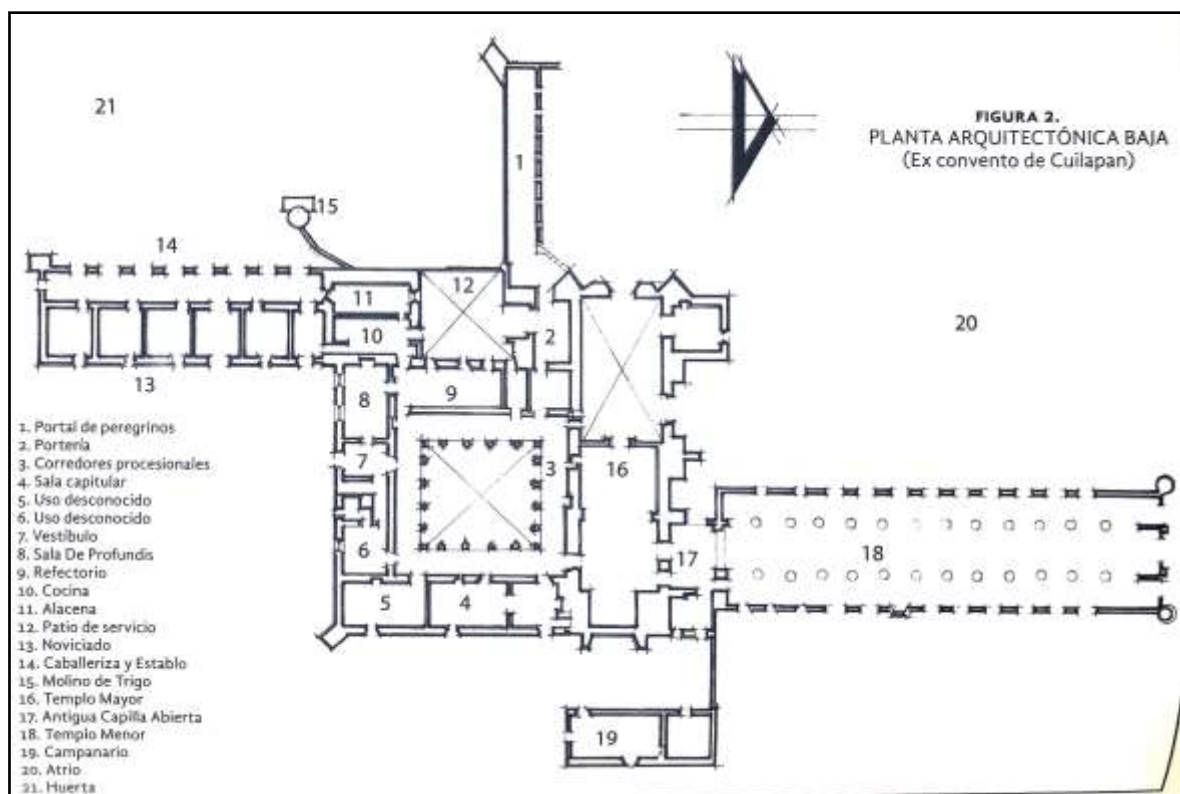 FIGURA 2.
PLANTA ARQUITECTÓNICA BAJA
(Ex convento de Cuilapan)
21
1
15
14
12
11
2
20
10
13
9
8
3
16
7
18
17
6
5
4
19
1. Portal de peregrinos
2. Portería
3. Corredores procesionales
4. Sala capitular
5. Uso desconocido
6. Uso desconocido
7. Vestíbulo
8. Sala De Profundis
9. Refectorio
10. Cocina
11. Alacena
12. Patio de servicio
13. Noviciado
14. Caballeriza y Establo
15. Molino de Trigo
16. Templo Mayor
17. Antigua Capilla Abierta
18. Templo Menor
19. Campanario
20. Atrio
21. Huerta